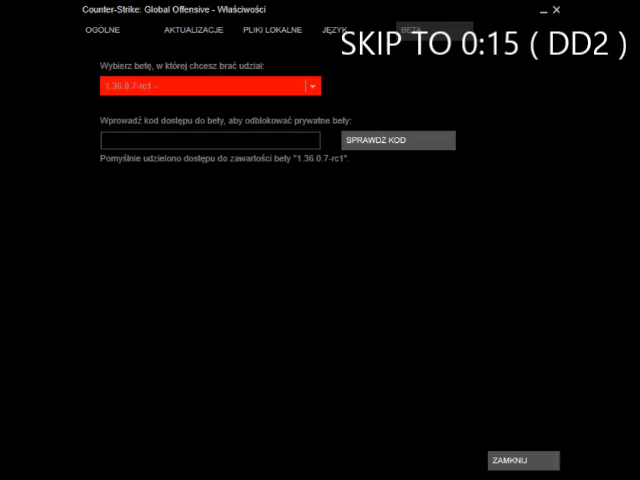 Counter-Strike: Global Offensive - Właściwości
OGÓLNE AKTUALIZACJE PLIKI LOKALNE JĘZYK BETA
SKIP TO 0:15 ( DD2 )
Wybierz betę, w której chcesz brać udział:
1.36.0.7-rc1 -
Wprowadź kod dostępu do bety, aby odblokować prywatne bety:
SPRAWDŹ KOD
Pomyślnie udzielono dostępu do zawartości bety "1.36.0.7-rc1".
ZAMKNIJ